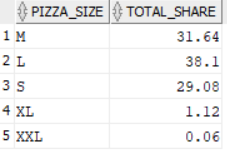 PIZZA_SIZE TOTAL_SHARE
1 M 31.64
2 L 38.1
3 S 29.08
4 XL 1.12
5 XXL 0.06